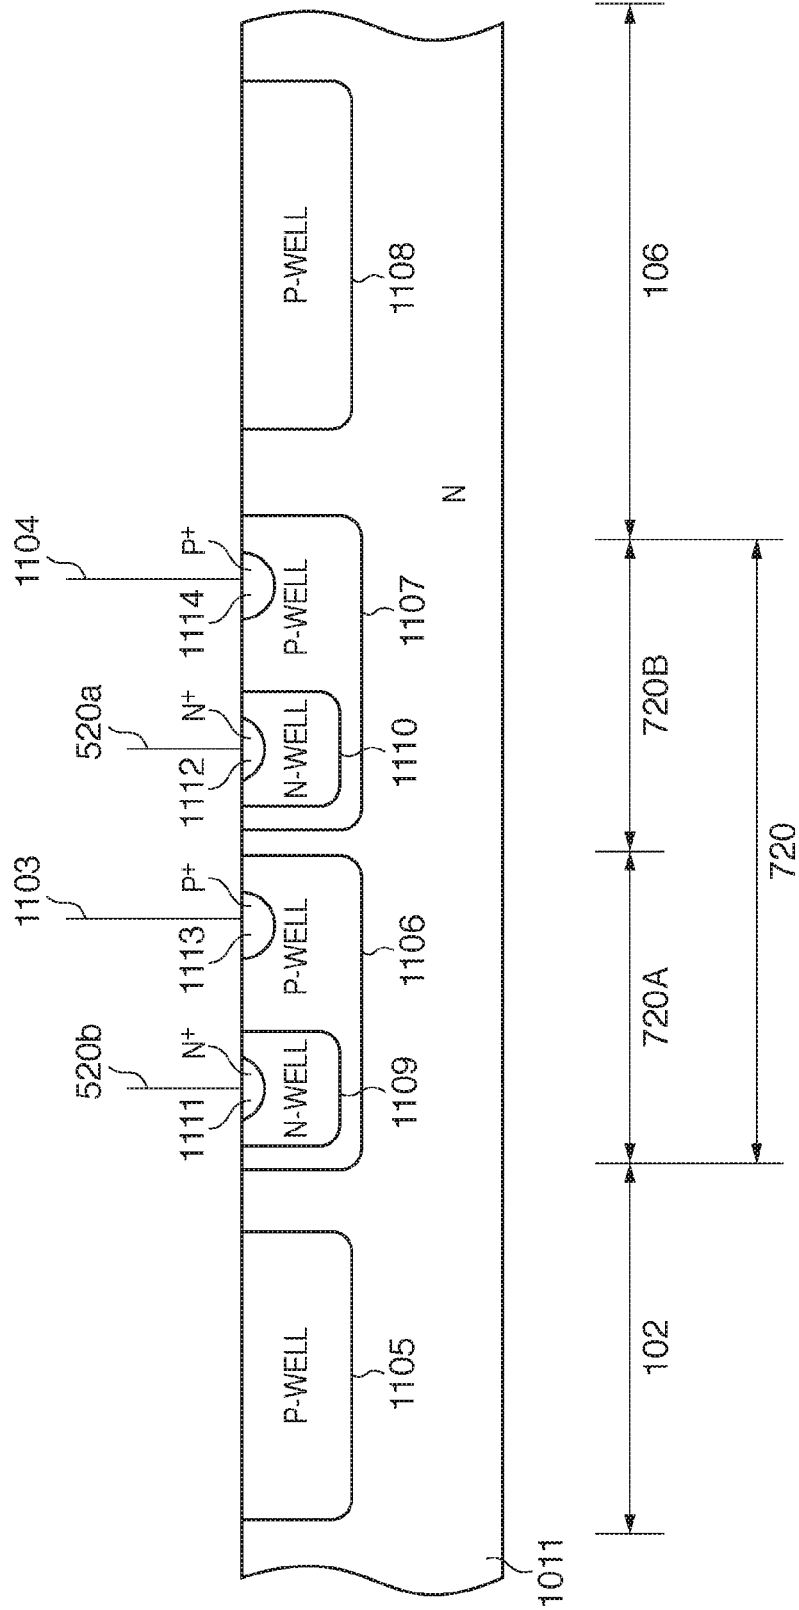 1103
1104
520b
520a
1111
N+
1113
P+
1112
N+
1114
P+
P-WELL
N-WELL
P-WELL
N-WELL
P-WELL
P-WELL
1105
1109
1106
1110
1107
1108
N
1011
102
720A
720B
106
720